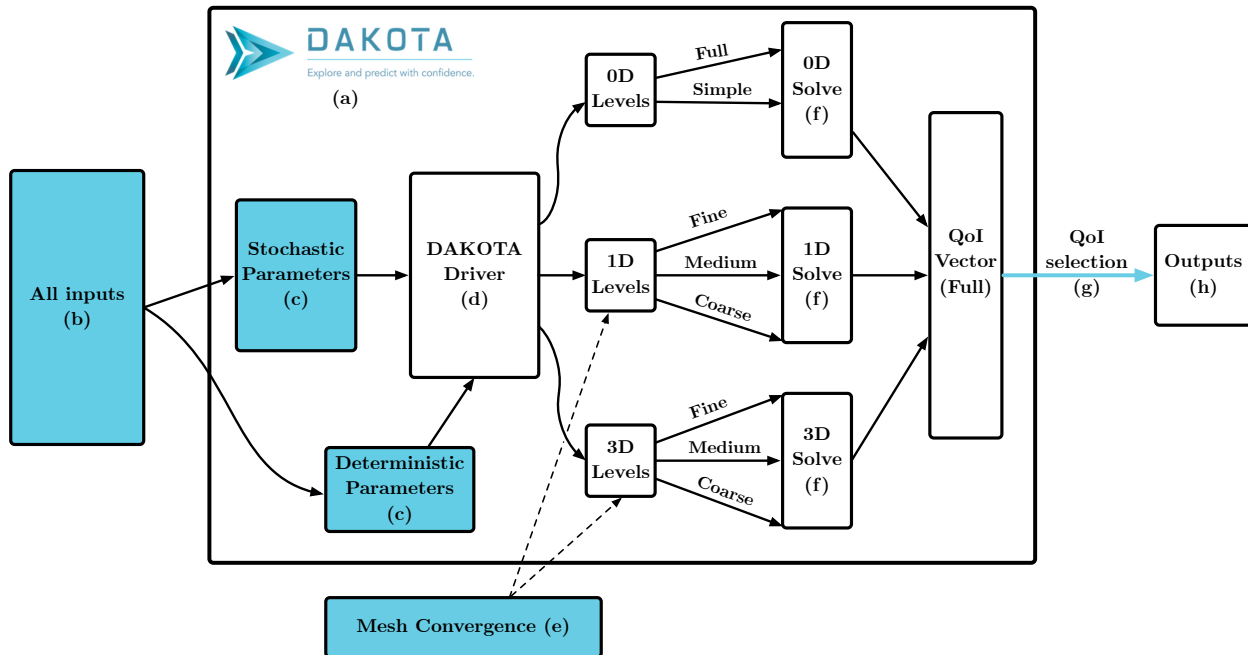 DAKOTA
Explore and predict with confidence.
(a)
All inputs
(b)
Stochastic
Parameters
(c)
Deterministic
Parameters
(c)
DAKOTA
Driver
(d)
0D
Levels
Full
Simple
0D
Solve
(f)
1D
Levels
Fine
Medium
Coarse
1D
Solve
(f)
3D
Levels
Fine
Medium
Coarse
3D
Solve
(f)
QoI
Vector
(Full)
QoI
selection
(g)
Outputs
(h)
Mesh Convergence (e)